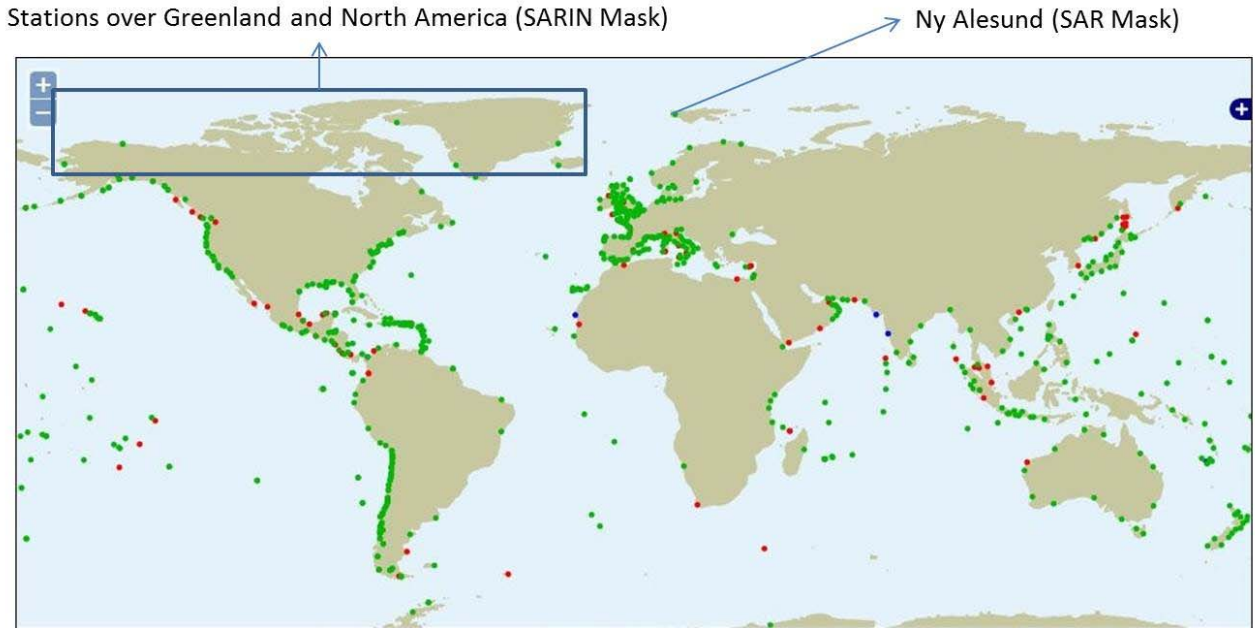 Stations over Greenland and North America (SARIN Mask)
Ny Alesund (SAR Mask)
+
−
+